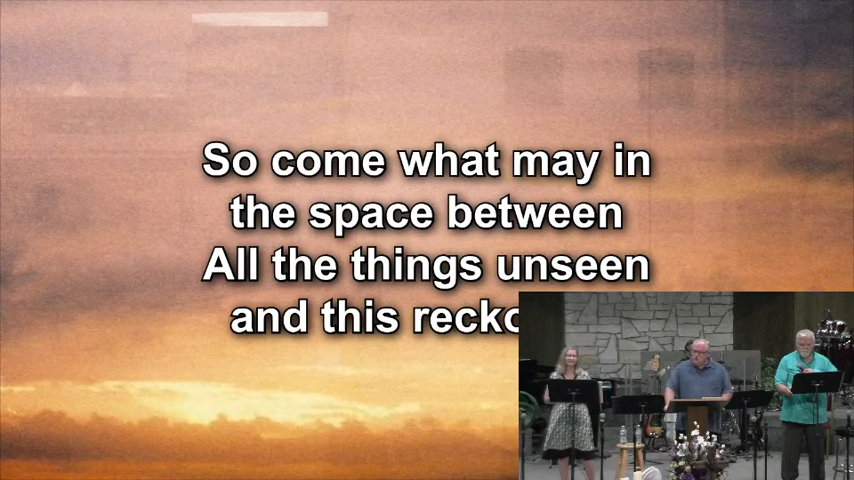 So come what may in
the space between
All the things unseen
and this